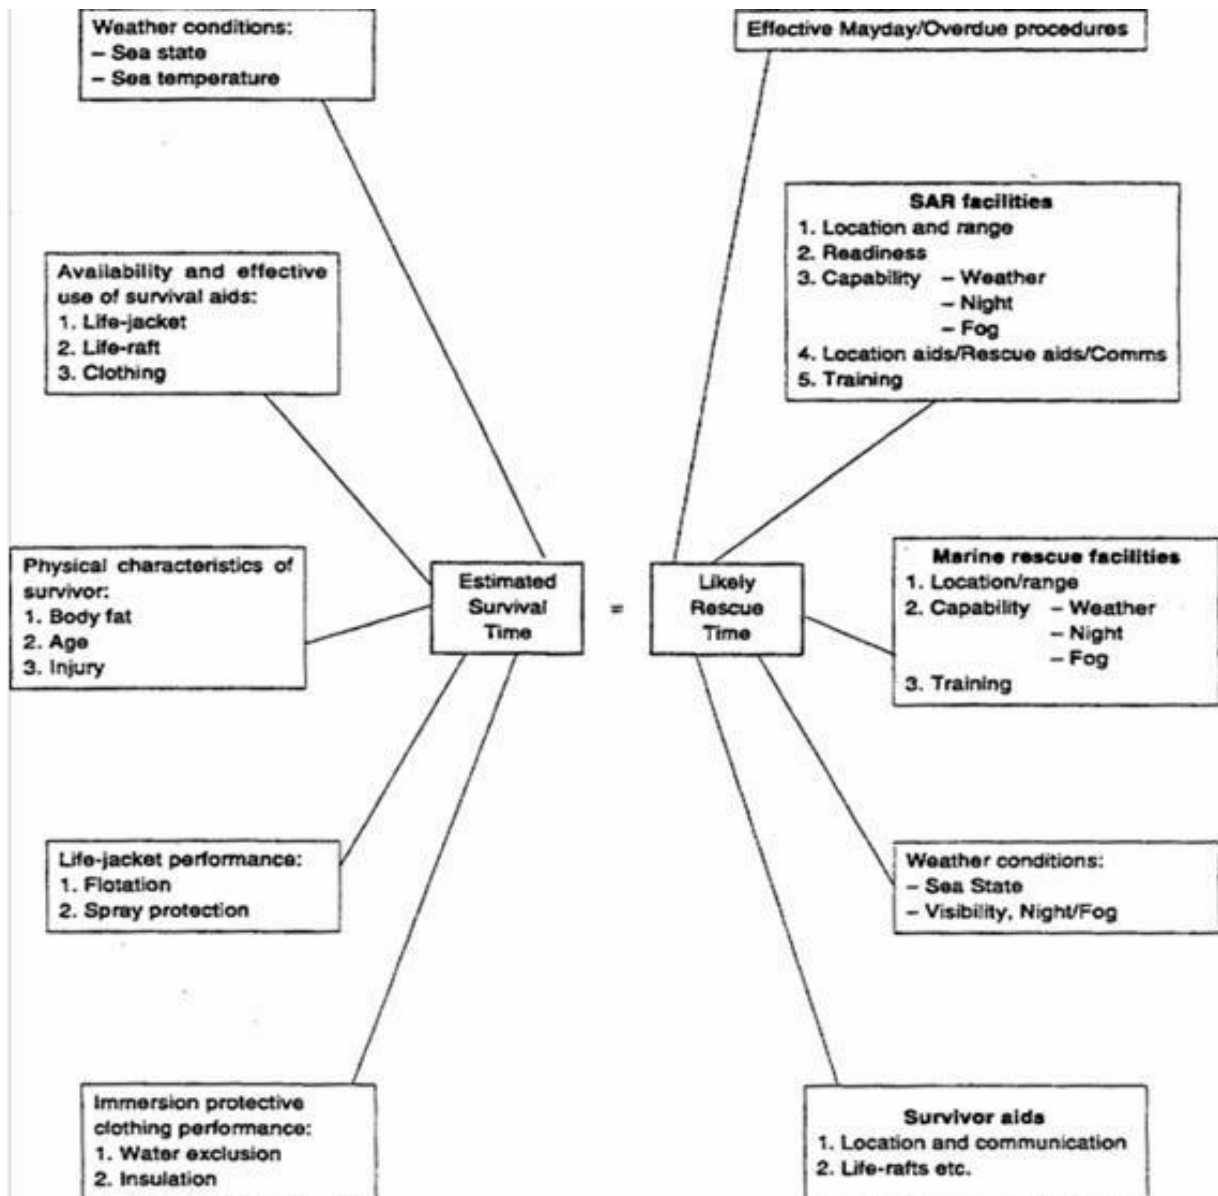 Weather conditions:
– Sea state
– Sea temperature
Availability and effective
use of survival aids:
1. Life-jacket
2. Life-raft
3. Clothing
Physical characteristics of
survivor:
1. Body fat
2. Age
3. Injury
Life-jacket performance:
1. Flotation
2. Spray protection
Immersion protective
clothing performance:
1. Water exclusion
2. Insulation
Estimated
Survival
Time
=
Likely
Rescue
Time
Effective Mayday/Overdue procedures
SAR facilities
1. Location and range
2. Readiness
3. Capability – Weather
– Night
– Fog
4. Location aids/Rescue aids/Comms
5. Training
Marine rescue facilities
1. Location/range
2. Capability – Weather
– Night
– Fog
3. Training
Weather conditions:
– Sea State
– Visibility, Night/Fog
Survivor aids
1. Location and communication
2. Life-rafts etc.